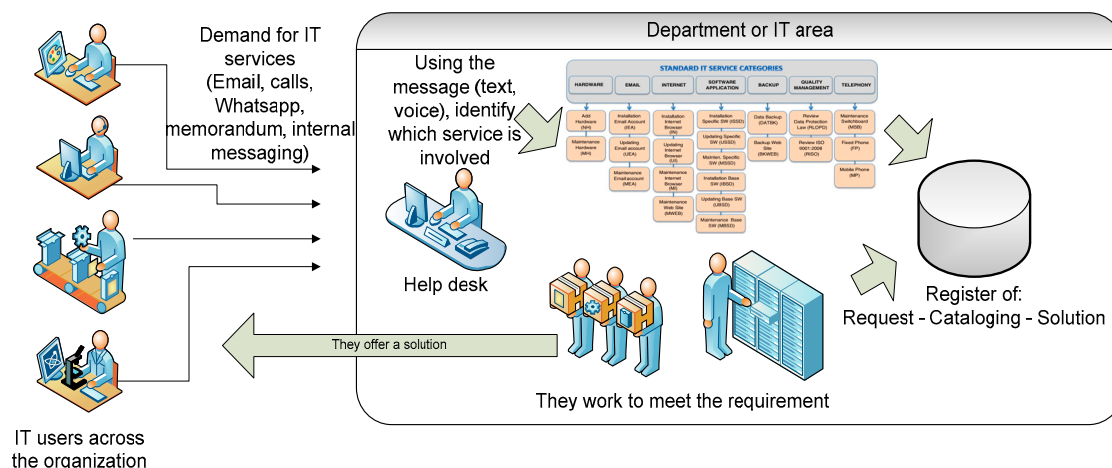 Department or IT area
Demand for IT
services
(Email, calls,
Whatsapp,
memorandum, internal
messaging)
Using the
message (text,
voice), identify
which service is
involved
STANDARD IT SERVICE CATEGORIES
HARDWARE
EMAIL
INTERNET
SOFTWARE
APPLICATION
BACKUP
QUALITY
MANAGEMENT
TELEPHONY
Add
Hardware
(NH)
Maintenance
Hardware
(MH)
Installation
Email Account
(IEA)
Updating
Email account
(UEA)
Maintenance
Email account
(MEA)
Installation
Internet
Browser
(IN)
Updating
Internet
Browser
(UI)
Maintenance
Internet
Browser
(MI)
Maintenance
Web Site
(MWEB)
Installation
Specific SW (ISSD)
Updating Specific
SW (USSD)
Mainten. Specific
SW (MSSD)
Installation Base
SW (IBSD)
Updating Base SW
(UBSD)
Maintenance Base
SW (MBSD)
Data Backup
(DATBK)
Backup Web
Site
(BKWEB)
Review
Data Protection
Law (RLOPD)
Review ISO
9001:2008
(RISO)
Maintenance
Switchboard
(MSB)
Fixed Phone
(FP)
Mobile Phone
(MP)
Help desk
Register of:
Request - Cataloging - Solution
They offer a solution
They work to meet the requirement
IT users across
the organization